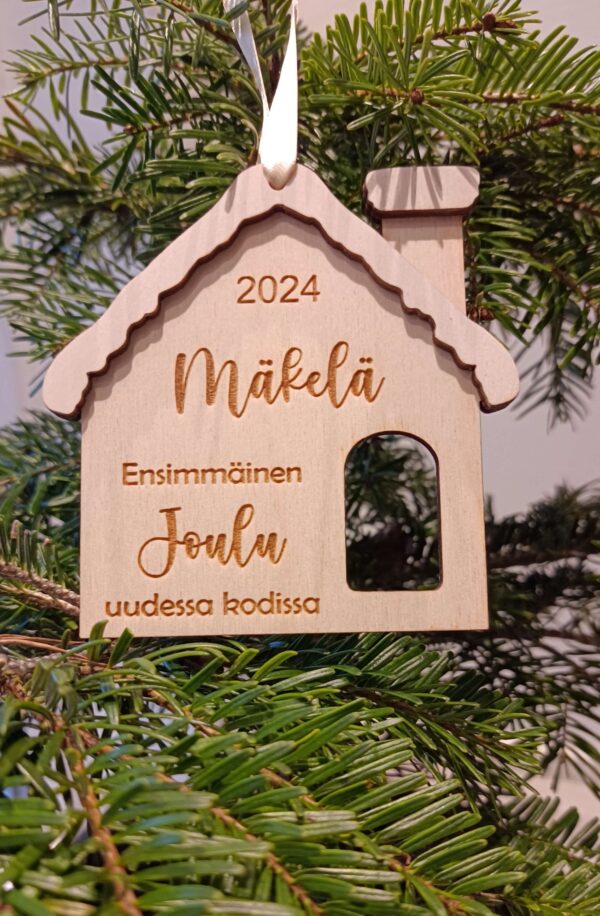 2024
Mäkelä
Ensimmäinen
Joulu
uudessa kodissa